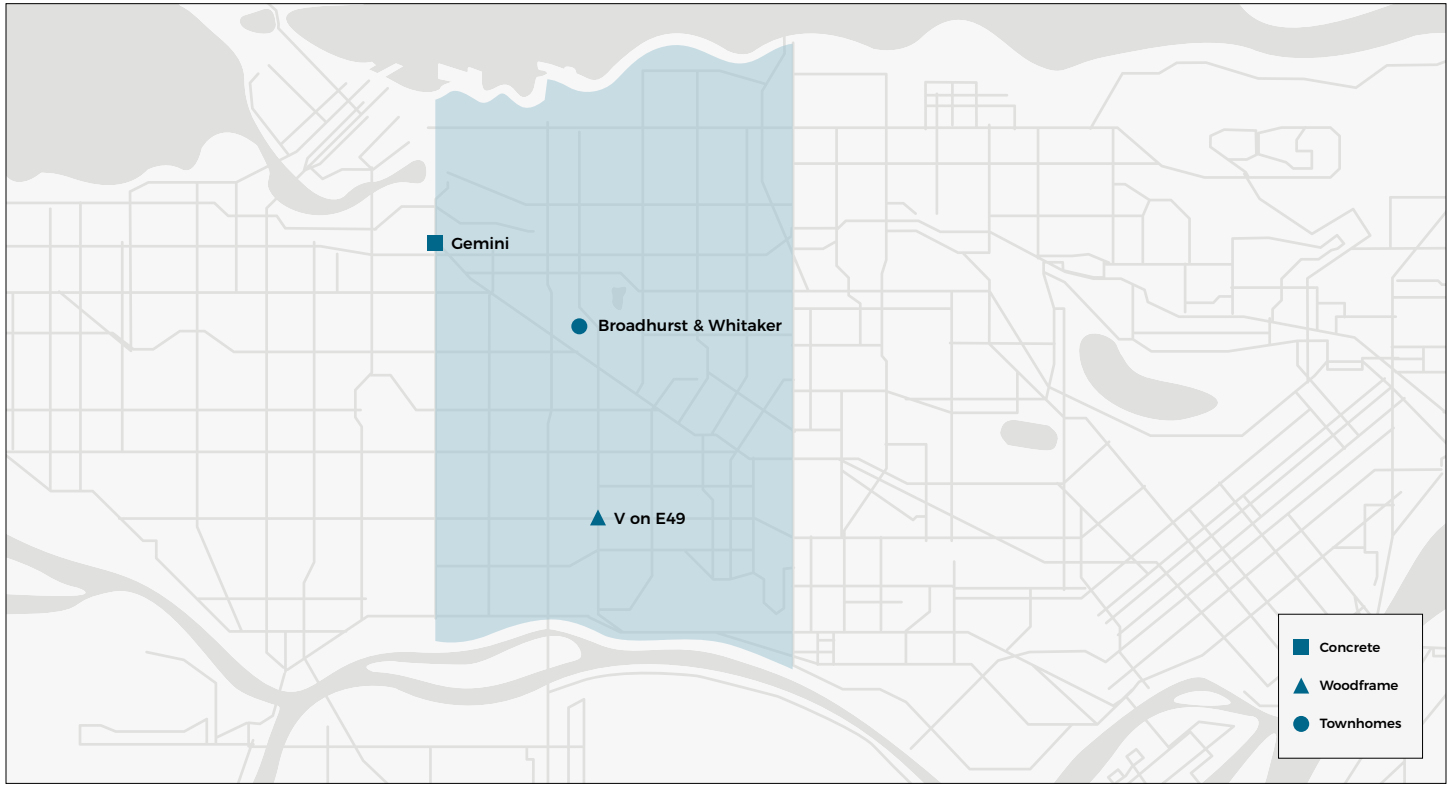 Gemini
Broadhurst & Whitaker
V on E49
Concrete
Woodframe
Townhomes